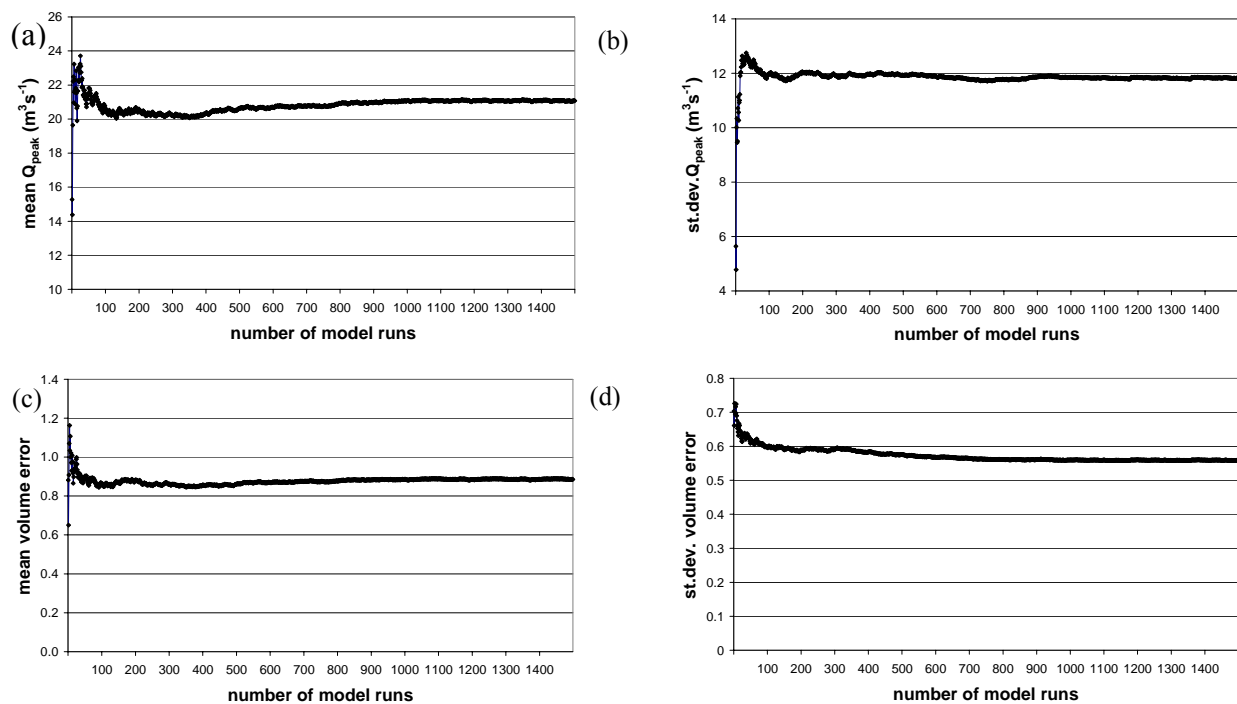 (a)
26
24
22
20
18
16
14
12
10
mean Qpeak (m³s⁻¹)
100 200 300 400 500 600 700 800 900 1000 1100 1200 1300 1400
number of model runs
(b)
14
12
10
8
6
4
st.dev.Qpeak (m³s⁻¹)
100 200 300 400 500 600 700 800 900 1000 1100 1200 1300 1400
number of model runs
(c)
1.4
1.2
1.0
0.8
0.6
0.4
0.2
0.0
mean volume error
100 200 300 400 500 600 700 800 900 1000 1100 1200 1300 1400
number of model runs
(d)
0.8
0.7
0.6
0.5
0.4
0.3
0.2
0.1
0
st.dev. volume error
100 200 300 400 500 600 700 800 900 1000 1100 1200 1300 1400
number of model runs